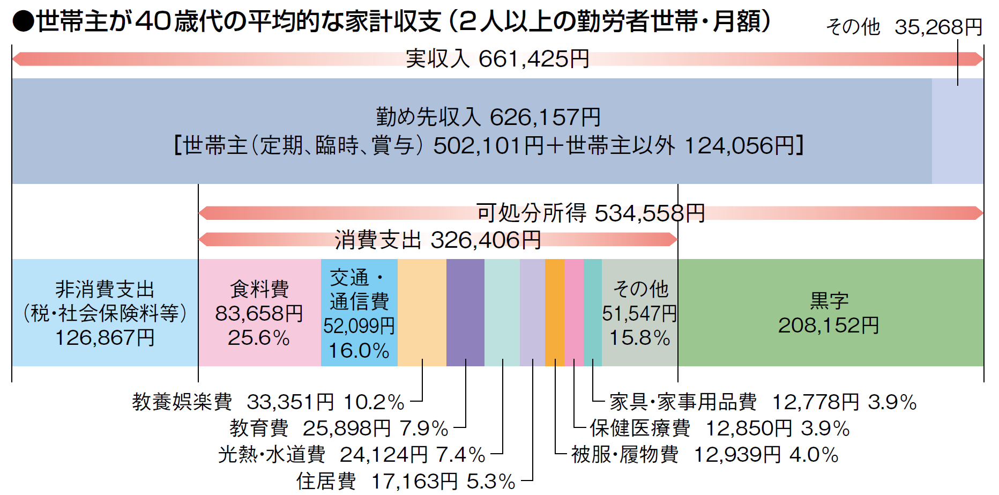 ●世帯主が40歳代の平均的な家計収支（2人以上の勤労者世帯・月額）
その他 35,268円
実収入 661,425円
勤め先収入 626,157円
［世帯主（定期、臨時、賞与）502,101円＋世帯主以外 124,056円］
可処分所得 534,558円
消費支出 326,406円
非消費支出
（税・社会保険料等）
126,867円
食料費
83,658円
25.6％
交通・
通信費
52,099円
16.0％
その他
51,547円
15.8％
黒字
208,152円
教養娯楽費 33,351円 10.2％
教育費 25,898円 7.9％
光熱・水道費 24,124円 7.4％
住居費 17,163円 5.3％
家具・家事用品費 12,778円 3.9％
保健医療費 12,850円 3.9％
被服・履物費 12,939円 4.0％